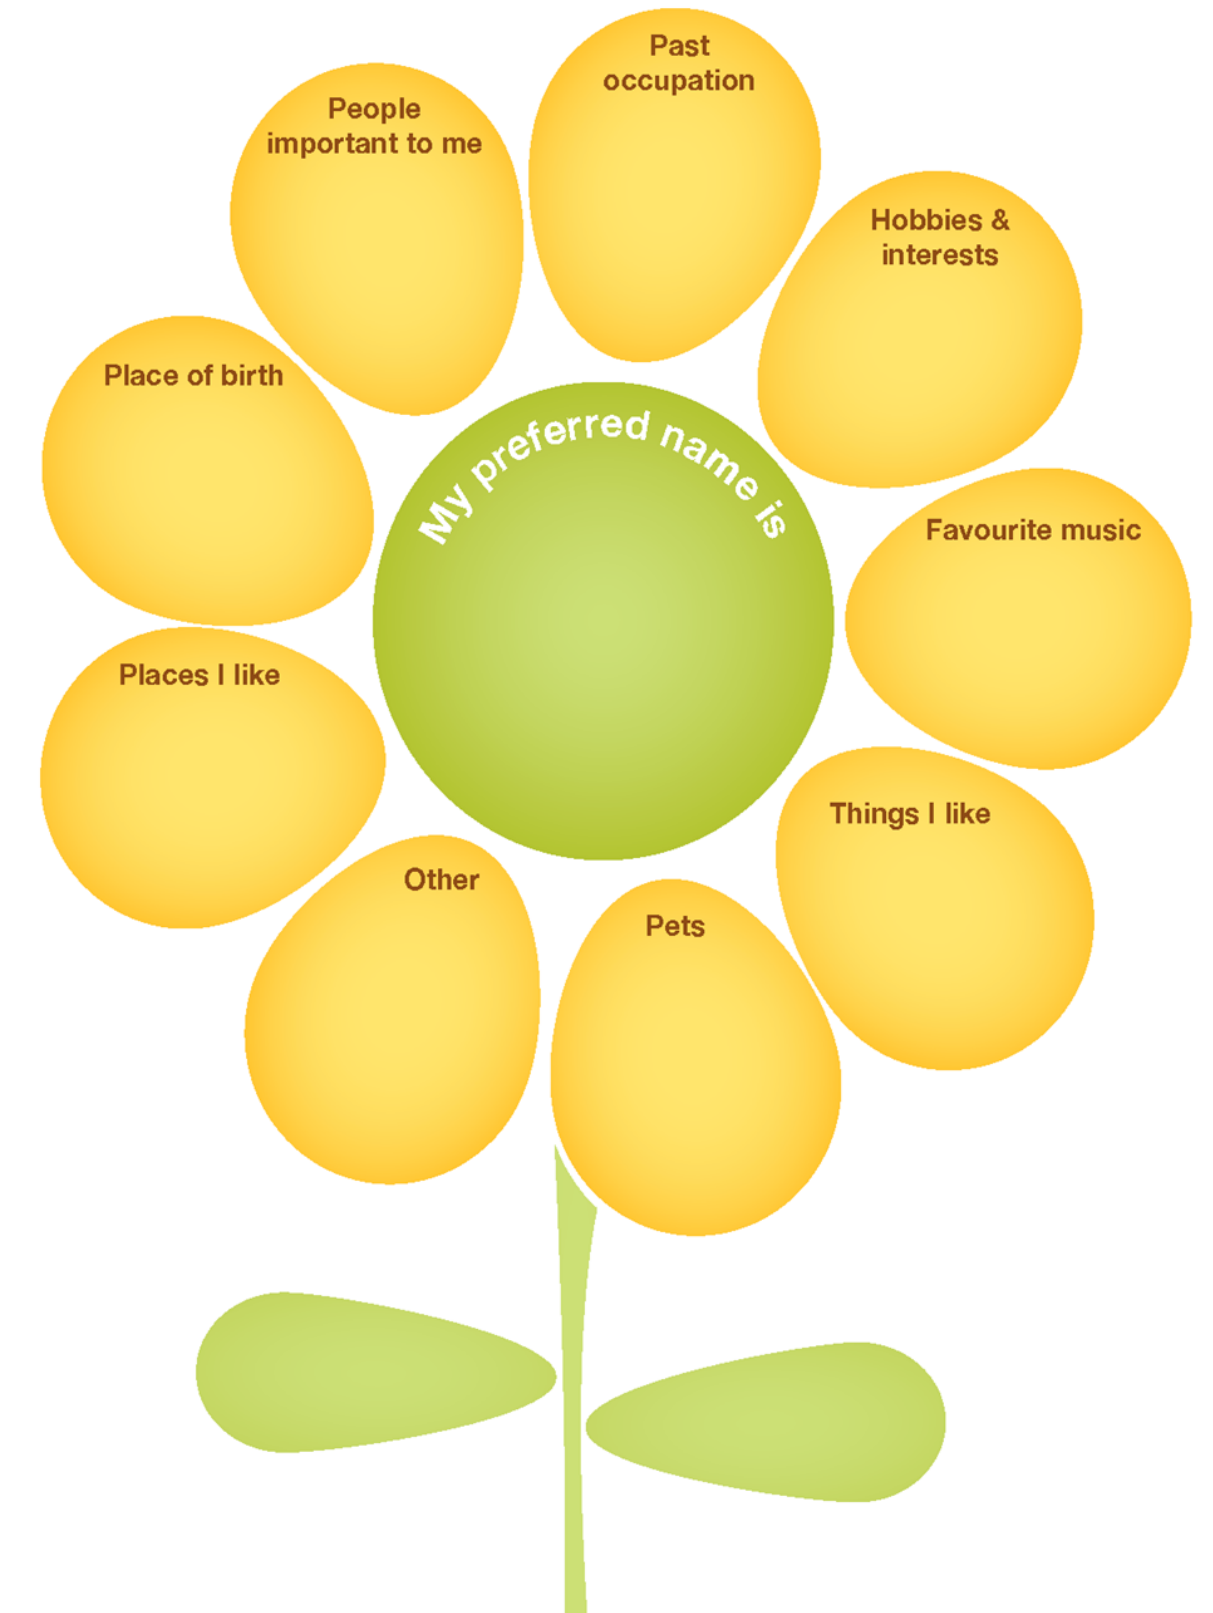 Past
occupation
People
important to me
Hobbies &
interests
Place of birth
My preferred name is
Favourite music
Places I like
Things I like
Other
Pets